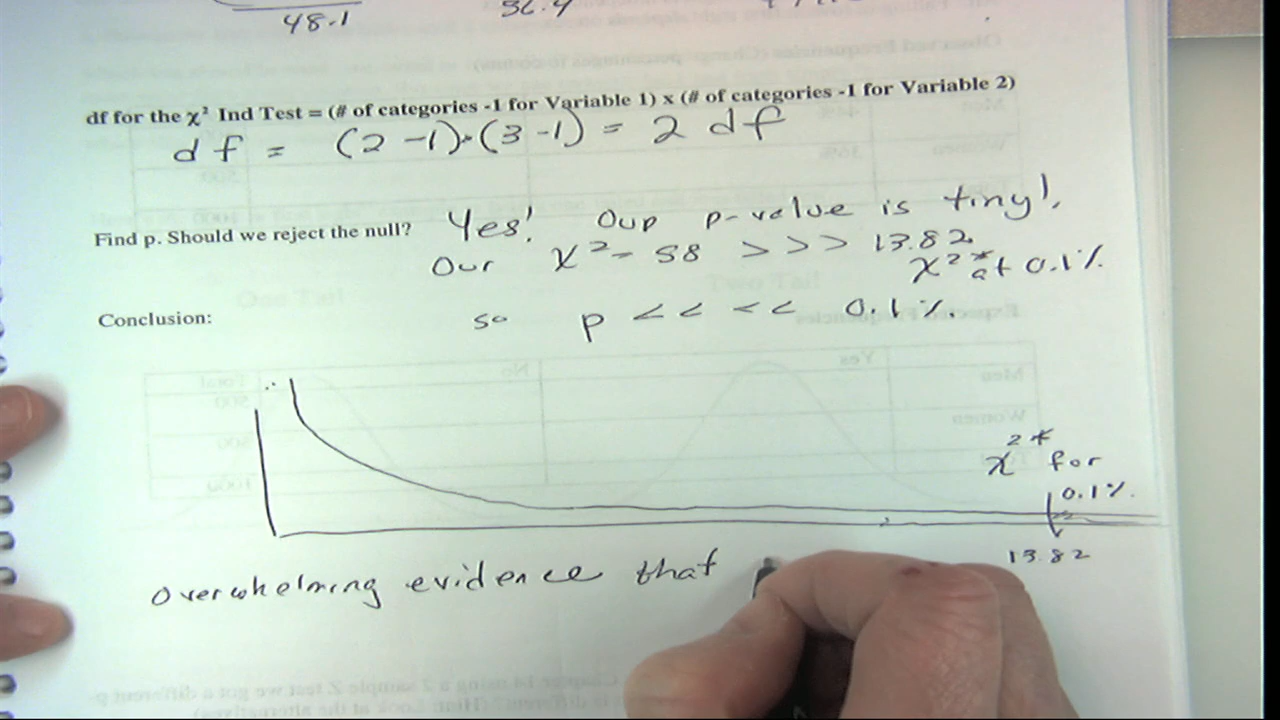 48.1
df for the χ² Ind Test = (# of categories -1 for Variable 1) x (# of categories -1 for Variable 2)
df = (2-1)·(3-1) = 2 df
Find p. Should we reject the null? Yes! Our p-value is tiny!,
Our χ² = 58 >>> 13.82
χ²* at 0.1%
Conclusion: so p << << 0.1%.
χ²* for
0.1%.
13.82
Overwhelming evidence that